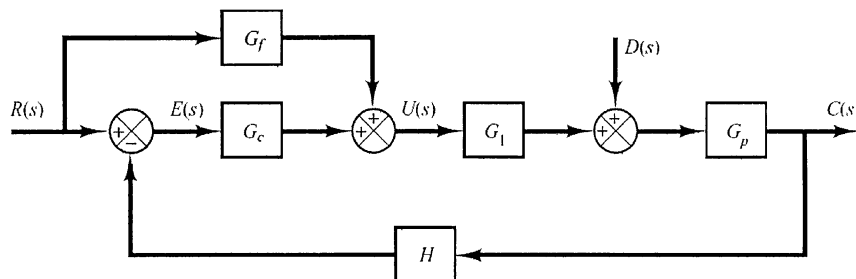 G_f
D(s)
R(s)
E(s)
U(s)
C(s
+
−
G_c
+
+
G_1
+
+
G_p
H